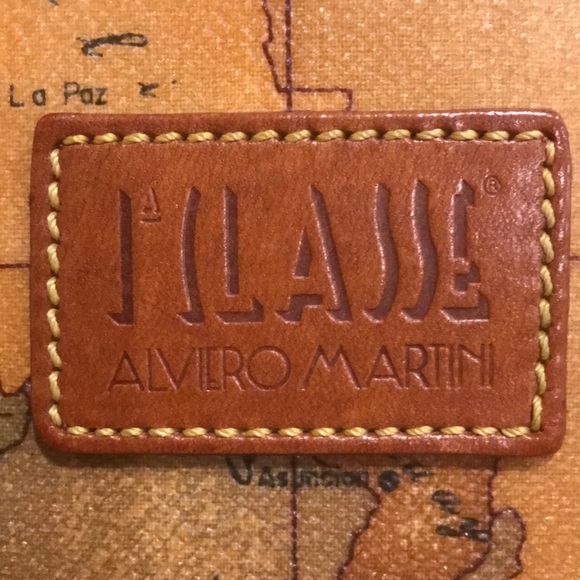 La Paz
1ª CLASSE®
ALVIERO MARTINI
Asuncion